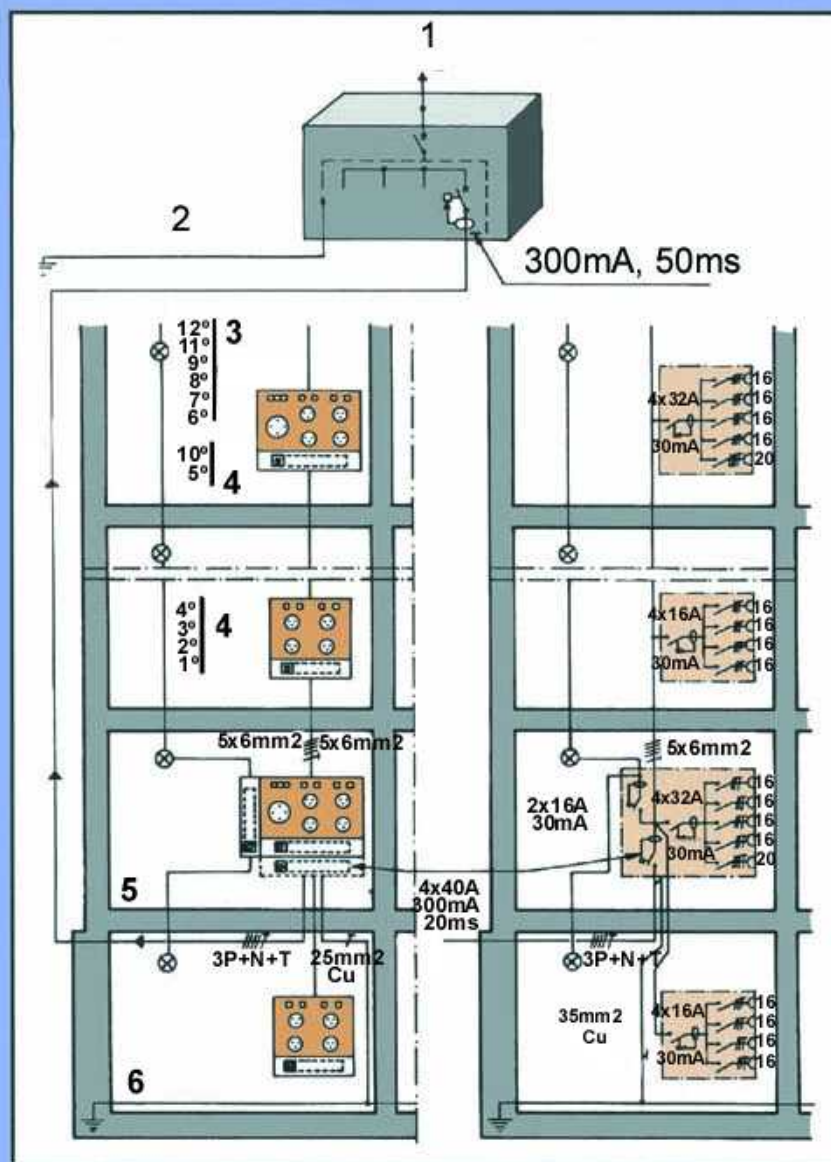 1
2
300mA, 50ms
12º
11º
9º
8º
7º
6º
3
10º
5º
4
4x32A
30mA
16
16
16
16
20
4º
3º
2º
1º
4
4x16A
30mA
16
16
16
16
5x6mm2
5x6mm2
5x6mm2
2x16A
30mA
4x32A
30mA
16
16
16
16
20
5
4x40A
300mA
20ms
3P+N+T
25mm2
Cu
3P+N+T
35mm2
Cu
4x16A
30mA
16
16
16
16
6